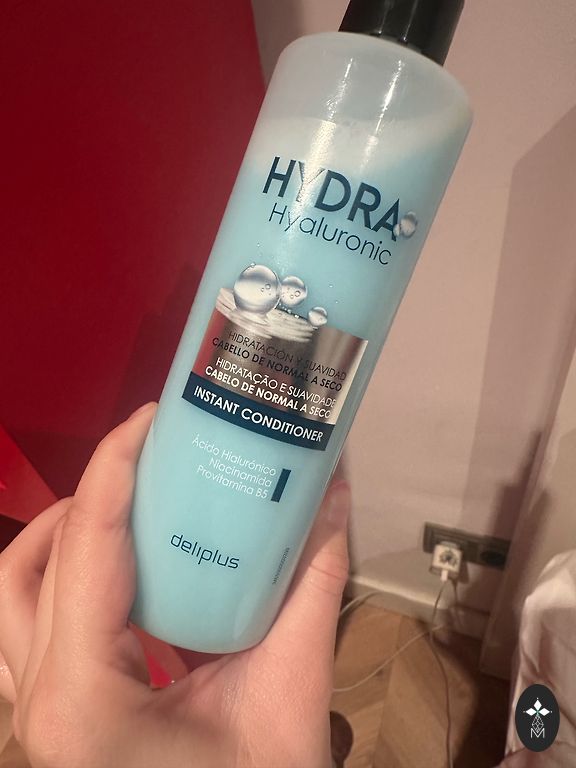 HYDRA
Hyaluronic
HIDRATACIÓN Y SUAVIDAD
CABELLO DE NORMAL A SECO
HIDRATAÇÃO E SUAVIDADE
CABELO DE NORMAL A SECO
INSTANT CONDITIONER
Ácido Hialurónico
Niacinamida
Provitamina B5
deliplus
M